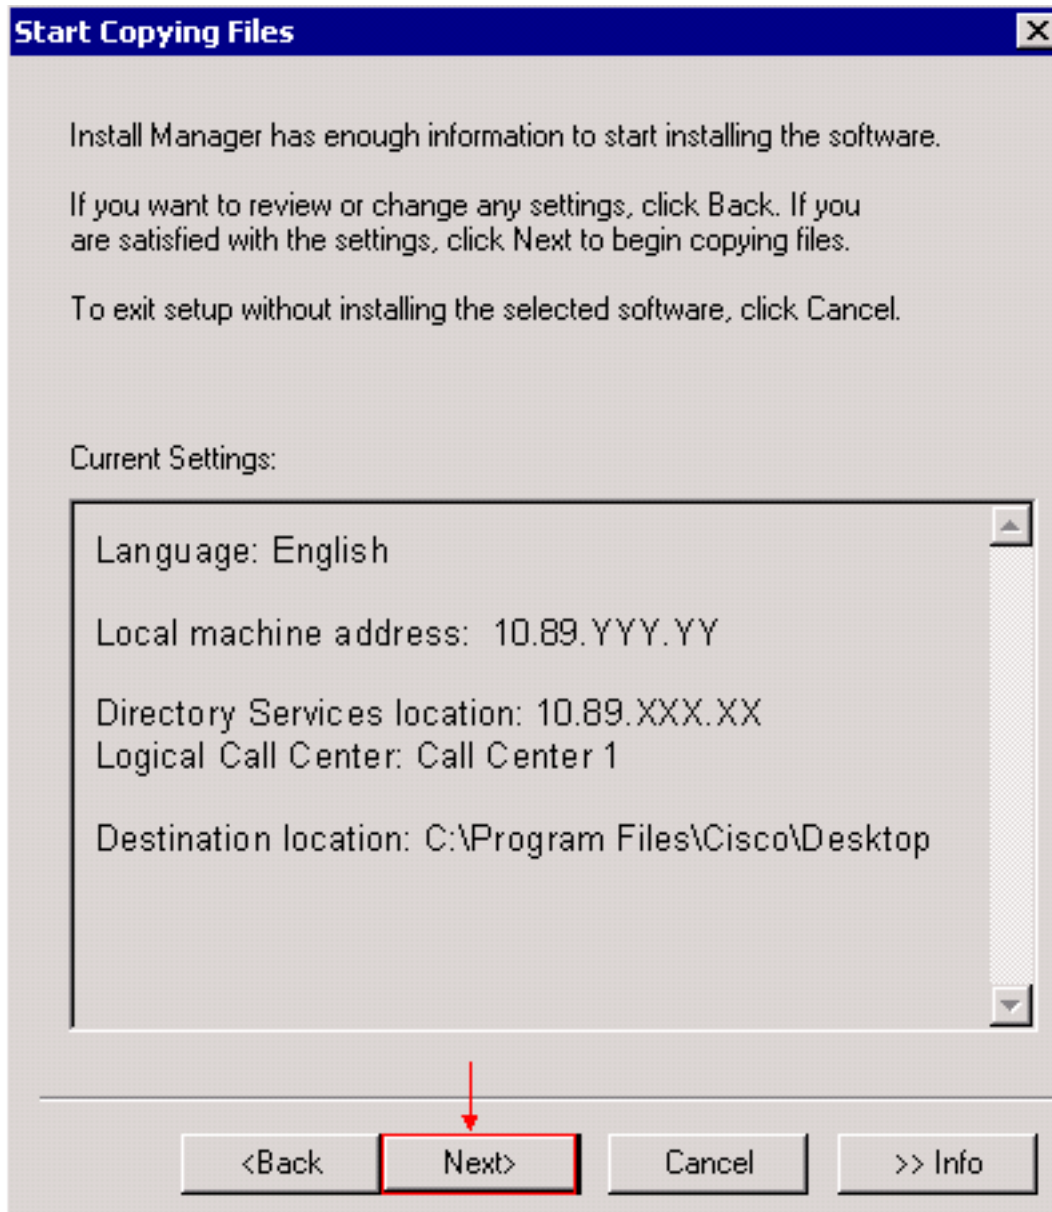 Start Copying Files
Install Manager has enough information to start installing the software.
If you want to review or change any settings, click Back. If you
are satisfied with the settings, click Next to begin copying files.
To exit setup without installing the selected software, click Cancel.
Current Settings:
Language: English
Local machine address:  10.89.YYY.YY
Directory Services location: 10.89.XXX.XX
Logical Call Center: Call Center 1
Destination location: C:\Program Files\Cisco\Desktop
<Back Next> Cancel >> Info